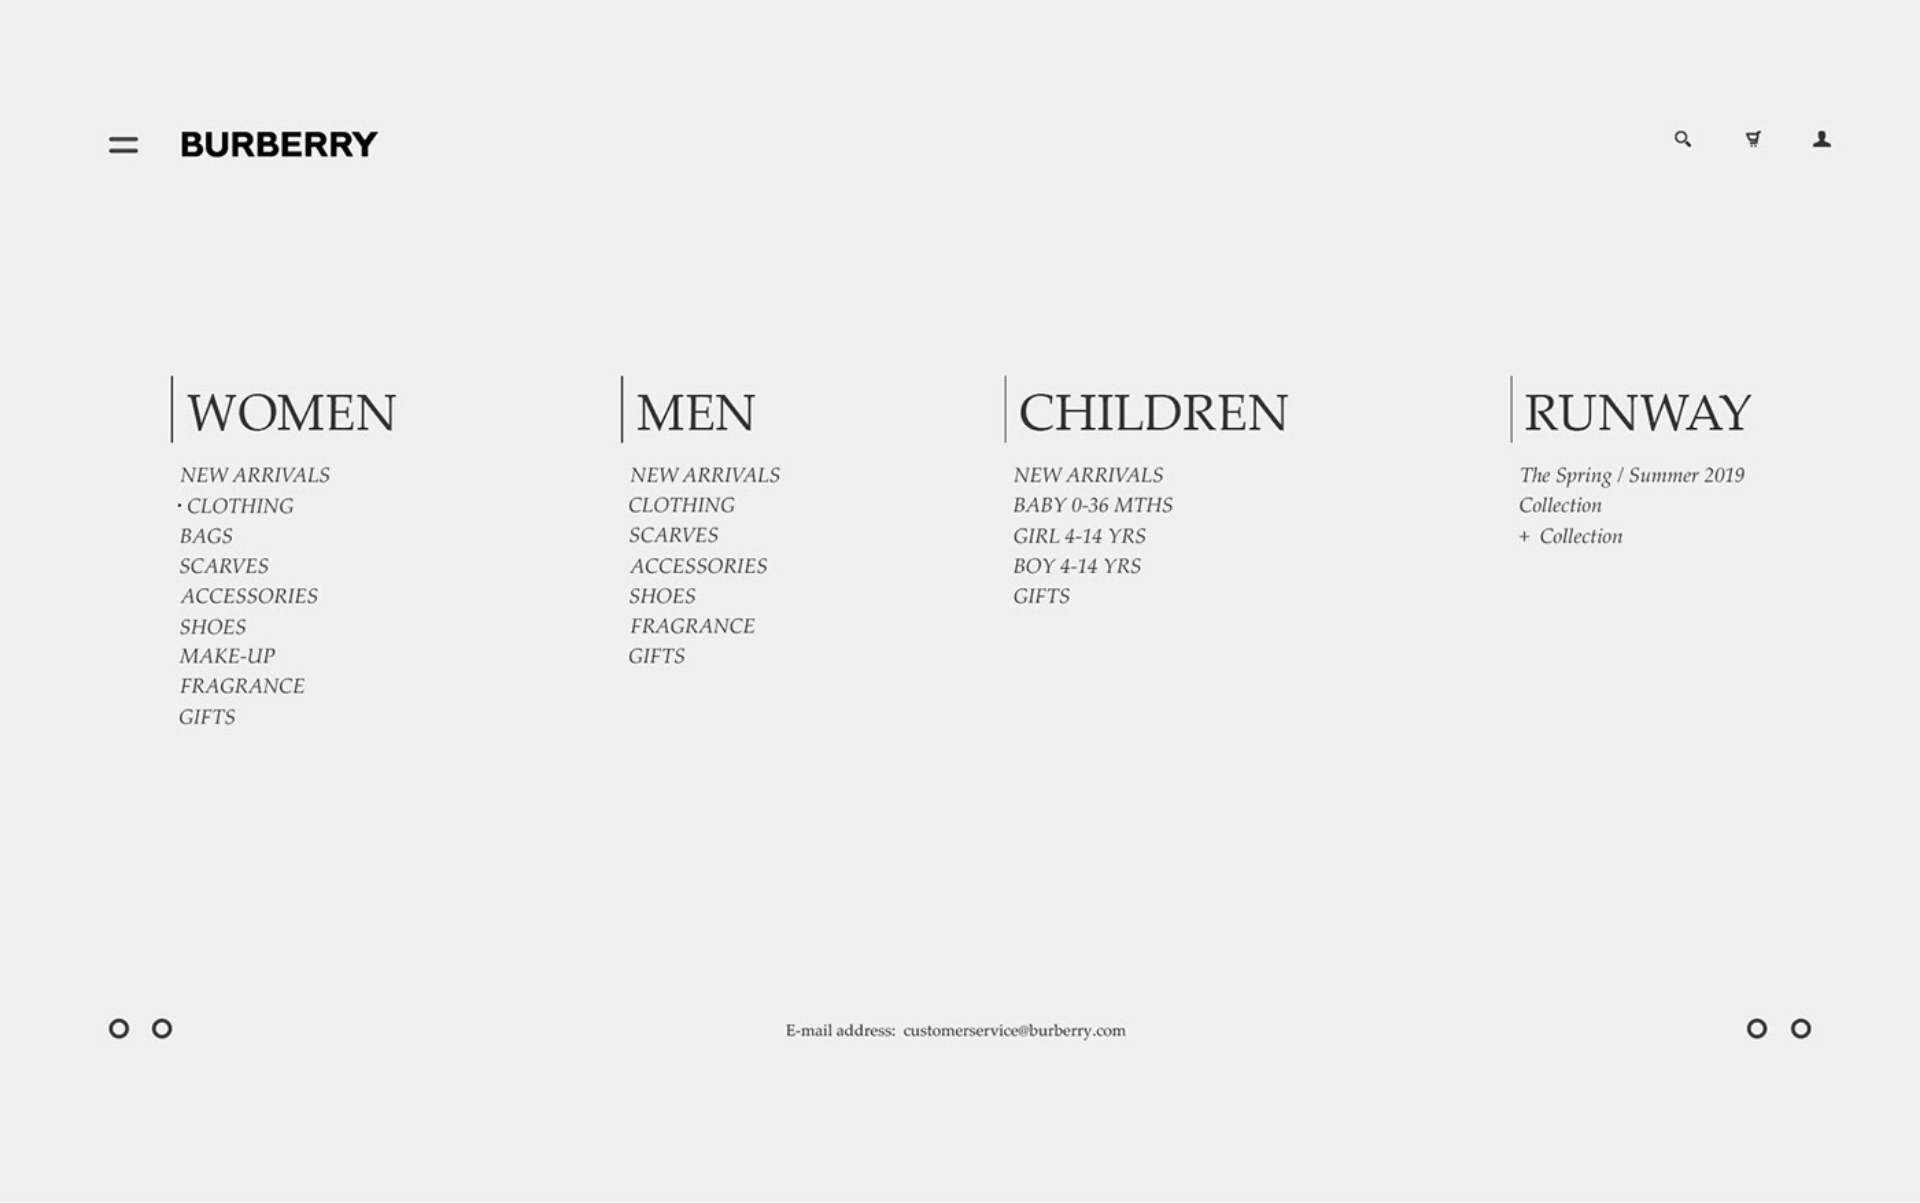 BURBERRY
WOMEN
NEW ARRIVALS
· CLOTHING
BAGS
SCARVES
ACCESSORIES
SHOES
MAKE-UP
FRAGRANCE
GIFTS
MEN
NEW ARRIVALS
CLOTHING
SCARVES
ACCESSORIES
SHOES
FRAGRANCE
GIFTS
CHILDREN
NEW ARRIVALS
BABY 0-36 MTHS
GIRL 4-14 YRS
BOY 4-14 YRS
GIFTS
RUNWAY
The Spring / Summer 2019
Collection
+ Collection
E-mail address: customerservice@burberry.com